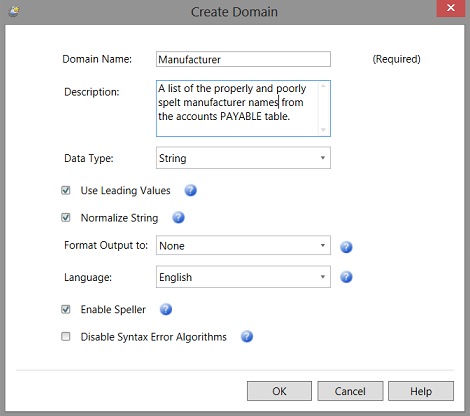 Create Domain
Domain Name: Manufacturer (Required)
Description: A list of the properly and poorly
spelt manufacturer names from
the accounts PAYABLE table.
Data Type: String
Use Leading Values
Normalize String
Format Output to: None
Language: English
Enable Speller
Disable Syntax Error Algorithms
OK Cancel Help